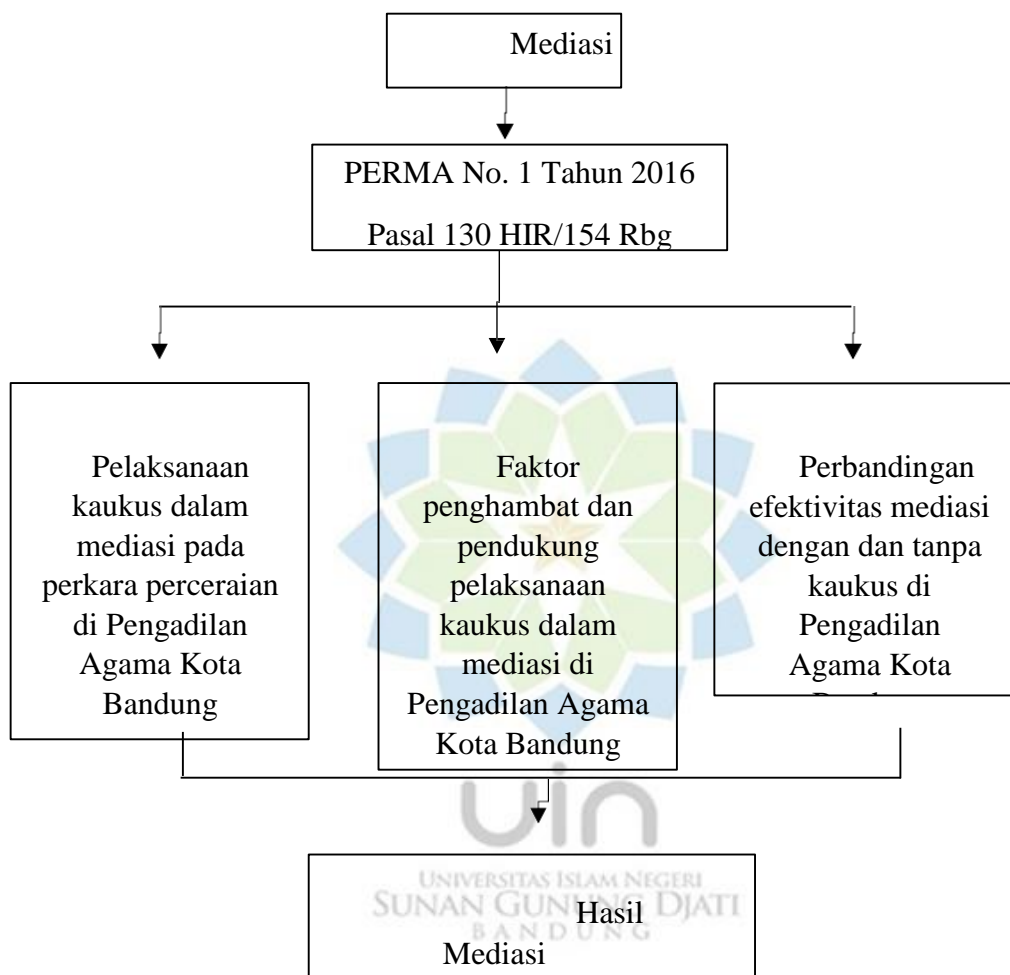 Mediasi
PERMA No. 1 Tahun 2016
Pasal 130 HIR/154 Rbg
Pelaksanaan
kaukus dalam
mediasi pada
perkara perceraian
di Pengadilan
Agama Kota
Bandung
Faktor
penghambat dan
pendukung
pelaksanaan
kaukus dalam
mediasi di
Pengadilan Agama
Kota Bandung
Perbandingan
efektivitas mediasi
dengan dan tanpa
kaukus di
Pengadilan
Agama Kota
uin
UNIVERSITAS ISLAM NEGERI
SUNAN GUNUNG DJATI
BANDUNG
Hasil
Mediasi